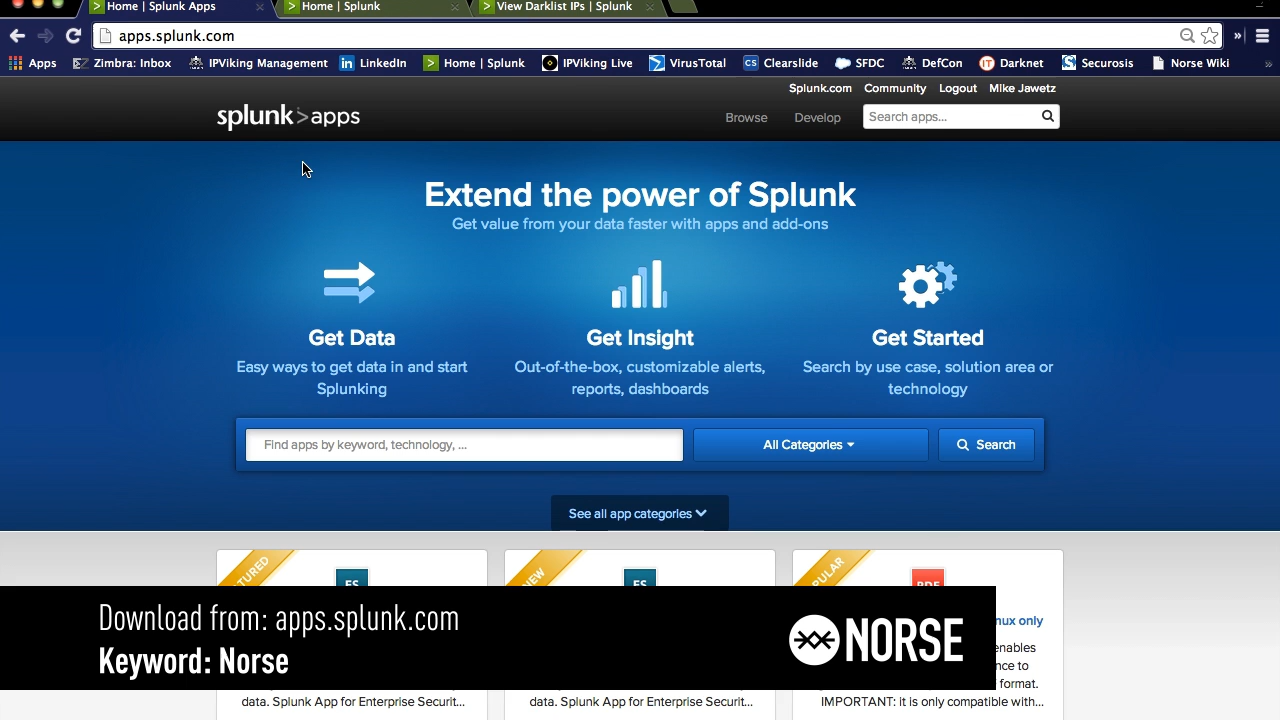 Home | Splunk Apps
Home | Splunk
View Darklist IPs | Splunk
apps.splunk.com
Apps
Zimbra: Inbox
IPViking Management
LinkedIn
Home | Splunk
IPViking Live
VirusTotal
CS Clearslide
SFDC
DefCon
IT Darknet
Securosis
Norse Wiki
Splunk.com Community Logout Mike Jawetz
splunk>apps
Browse Develop Search apps...
Extend the power of Splunk
Get value from your data faster with apps and add-ons
Get Data
Easy ways to get data in and start
Splunking
Get Insight
Out-of-the-box, customizable alerts,
reports, dashboards
Get Started
Search by use case, solution area or
technology
Find apps by keyword, technology, ...
All Categories
Search
See all app categories
TURED
ES
NEW
ES
PULAR
PDF
nux only
enables
nce to
format.
Download from: apps.splunk.com
Keyword: Norse
NORSE
data. Splunk App for Enterprise Securit...
data. Splunk App for Enterprise Securit...
IMPORTANT: it is only compatible with...